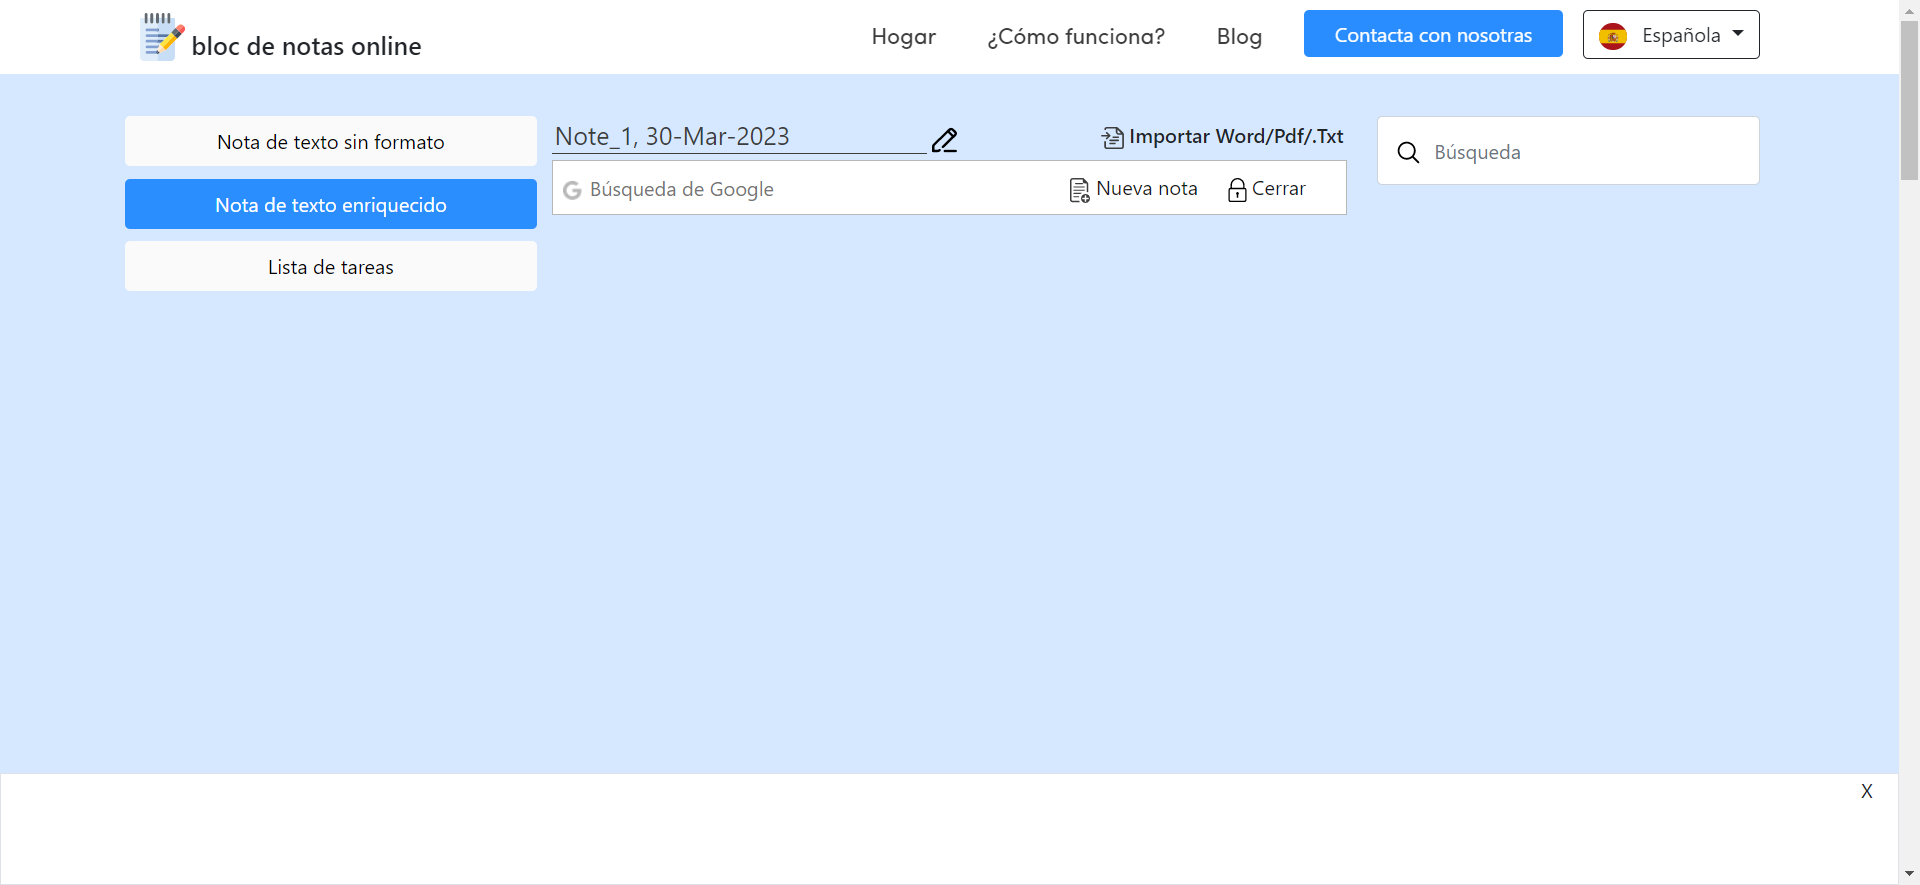 bloc de notas online
Hogar
¿Cómo funciona?
Blog
Contacta con nosotras
Española
Nota de texto sin formato
Nota de texto enriquecido
Lista de tareas
Note_1, 30-Mar-2023
Importar Word/Pdf/.Txt
Búsqueda de Google
Nueva nota
Cerrar
Búsqueda
X